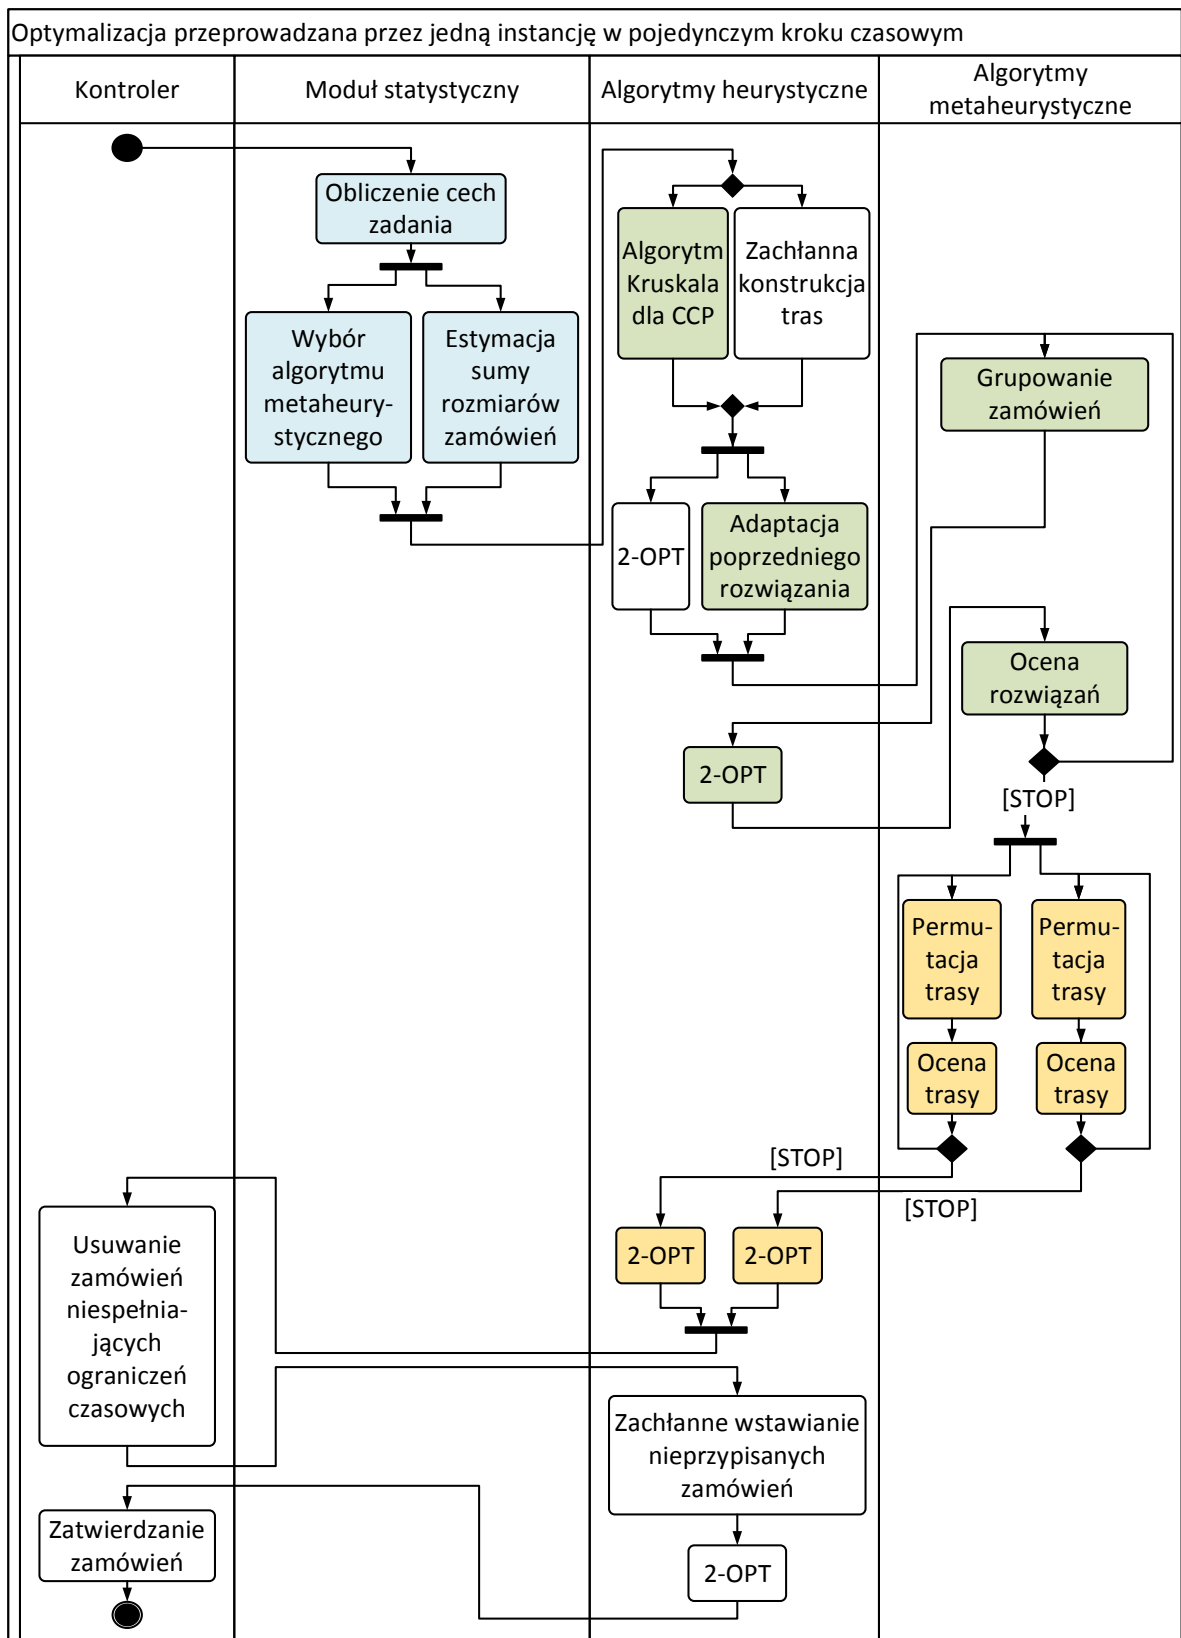 Optymalizacja przeprowadzana przez jedną instancję w pojedynczym kroku czasowym
Kontroler
Moduł statystyczny
Algorytmy heurystyczne
Algorytmy
metaheurystyczne
Obliczenie cech
zadania
Wybór
algorytmu
metaheury-
stycznego
Estymacja
sumy
rozmiarów
zamówień
Algorytm
Kruskala
dla CCP
Zachłanna
konstrukcja
tras
Grupowanie
zamówień
2-OPT
Adaptacja
poprzedniego
rozwiązania
Ocena
rozwiązań
2-OPT
[STOP]
Permu-
tacja
trasy
Permu-
tacja
trasy
Ocena
trasy
Ocena
trasy
[STOP]
[STOP]
2-OPT
2-OPT
Usuwanie
zamówień
niespełnia-
jących
ograniczeń
czasowych
Zachłanne wstawianie
nieprzypisanych
zamówień
Zatwierdzanie
zamówień
2-OPT